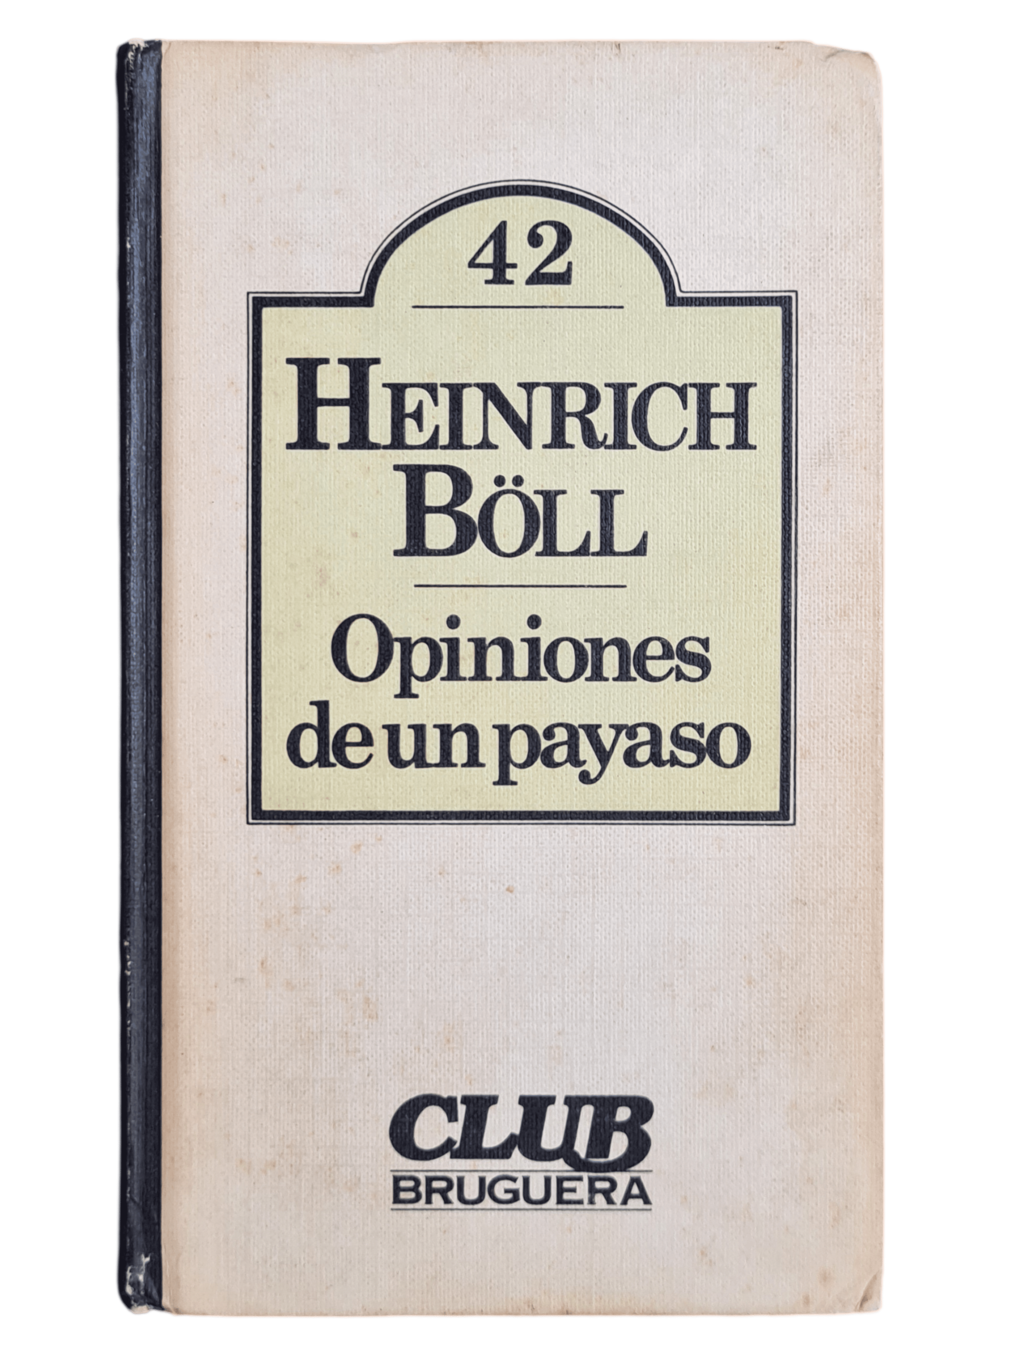 42
HEINRICH
BÖLL
Opiniones
de un payaso
CLUB
BRUGUERA